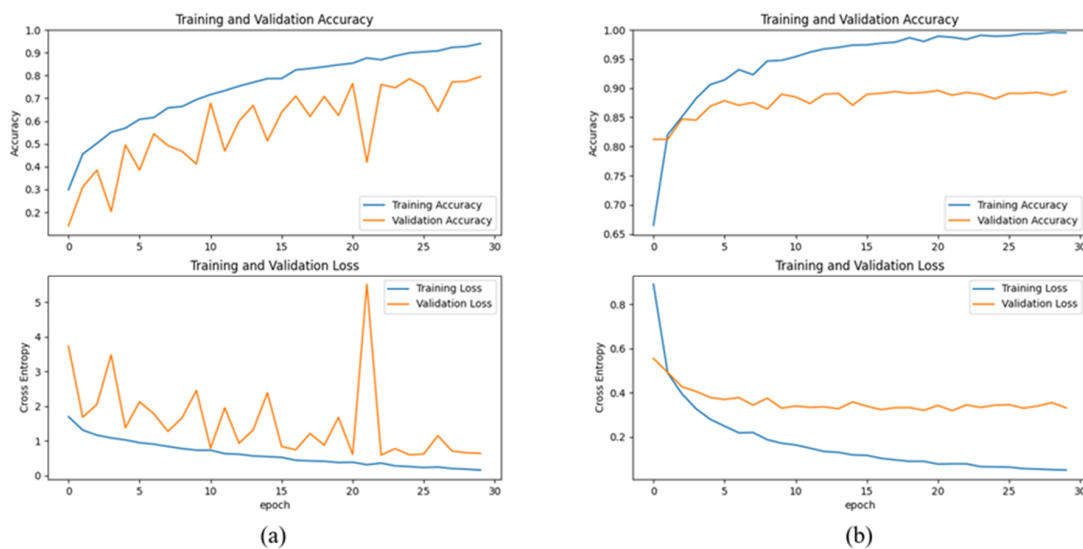 Training and Validation Accuracy
1.0
0.9
0.8
0.7
0.6
0.5
0.4
0.3
0.2
Accuracy
Training Accuracy
Validation Accuracy
0 5 10 15 20 25 30
Training and Validation Loss
5
4
3
2
1
0
Cross Entropy
Training Loss
Validation Loss
0 5 10 15 20 25 30
epoch
(a)
Training and Validation Accuracy
1.00
0.95
0.90
0.85
0.80
0.75
0.70
0.65
Accuracy
Training Accuracy
Validation Accuracy
0 5 10 15 20 25 30
Training and Validation Loss
0.8
0.6
0.4
0.2
Cross Entropy
Training Loss
Validation Loss
0 5 10 15 20 25 30
epoch
(b)